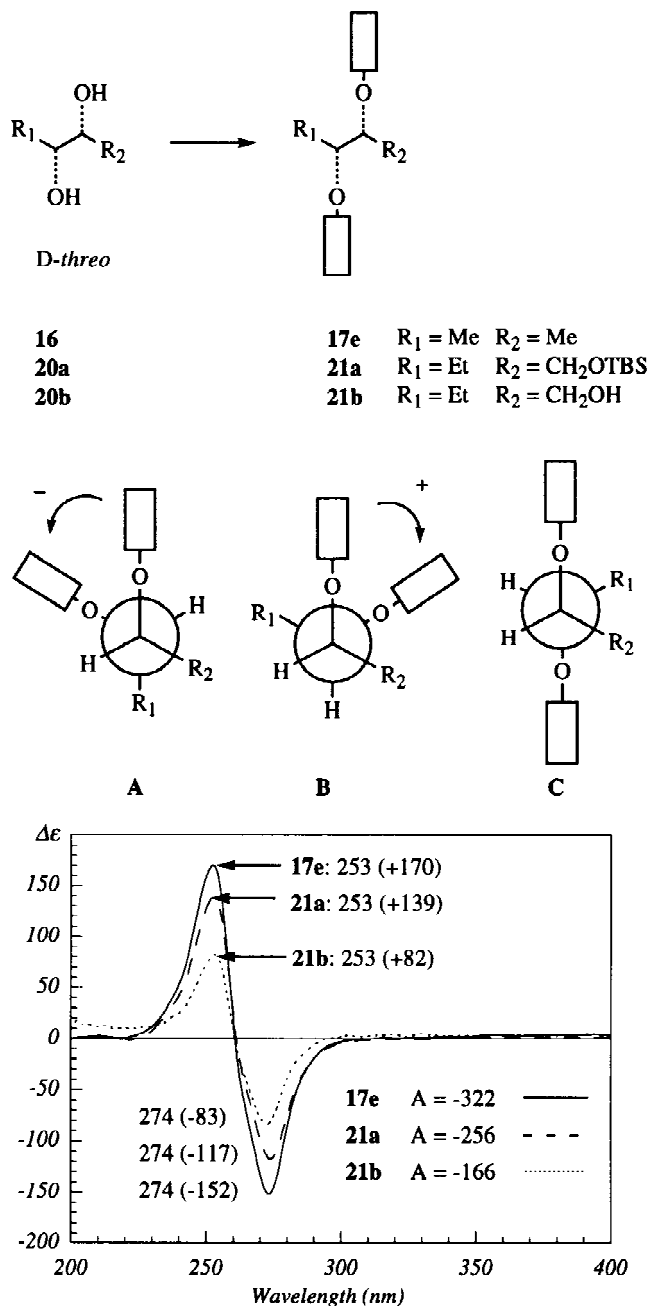 OH
O
R1
R2
R1
R2
OH
O
D-threo
16 17e R1 = Me R2 = Me
20a 21a R1 = Et R2 = CH2OTBS
20b 21b R1 = Et R2 = CH2OH
− +
O
O
O
O
O
H
H
R2
R1
R1
H
R2
H
H
R1
H
R2
O
A B C
Δε
17e: 253 (+170)
21a: 253 (+139)
21b: 253 (+82)
150
100
50
0
-50
-100
-150
-200
274 (-83)
274 (-117)
274 (-152)
17e A = -322
21a A = -256
21b A = -166
200 250 300 350 400
Wavelength (nm)